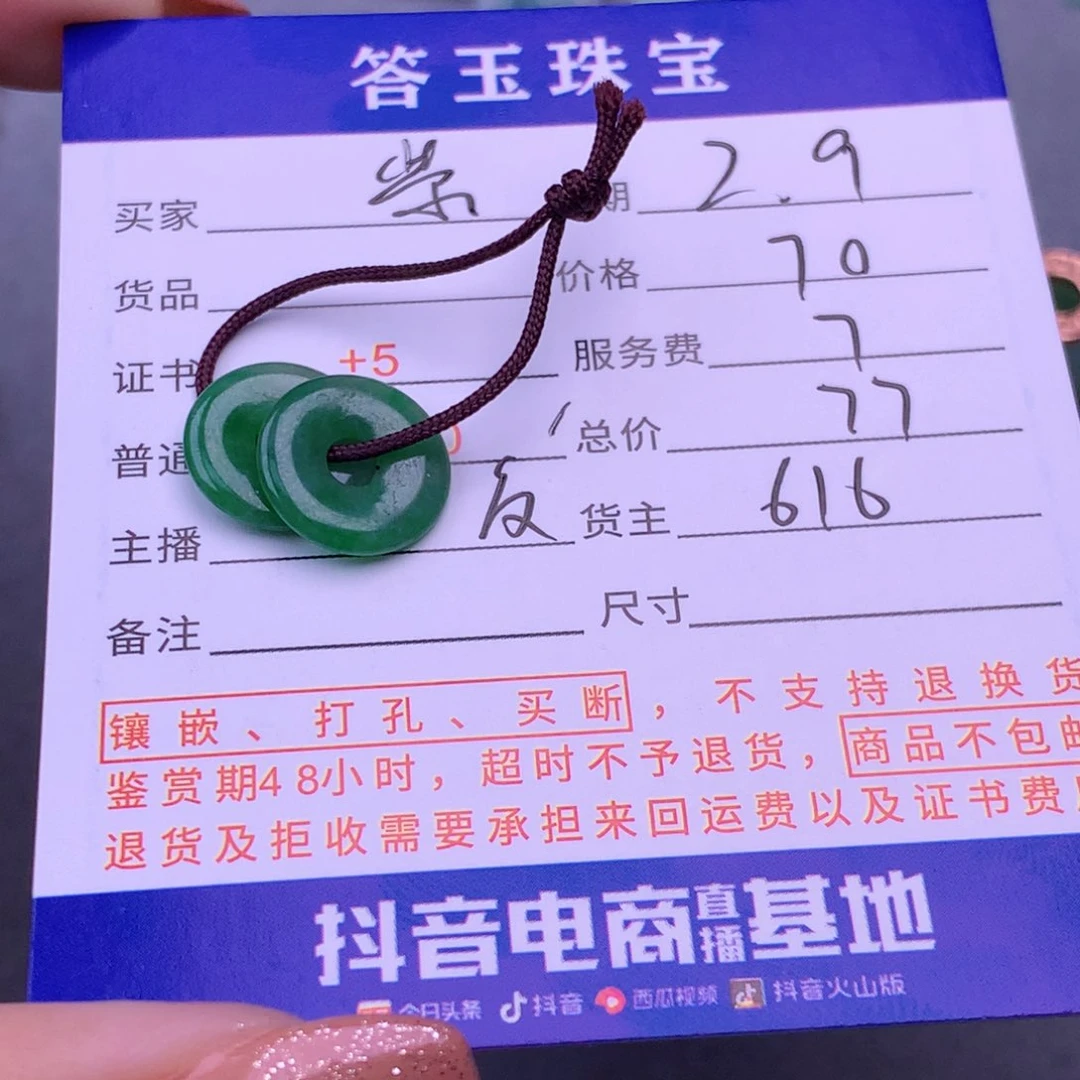 答玉珠宝
买家 期 2.9
货品 价格 70
证书 +5 服务费 7
普通 0 总价 77
主播 货主 616
备注 尺寸
镶嵌、打孔、买断，不支持退换货
鉴赏期48小时，超时不予退货，商品不包邮
退货及拒收需要承担来回运费以及证书费
抖音电商直播基地
今日头条 抖音 西瓜视频 抖音火山版